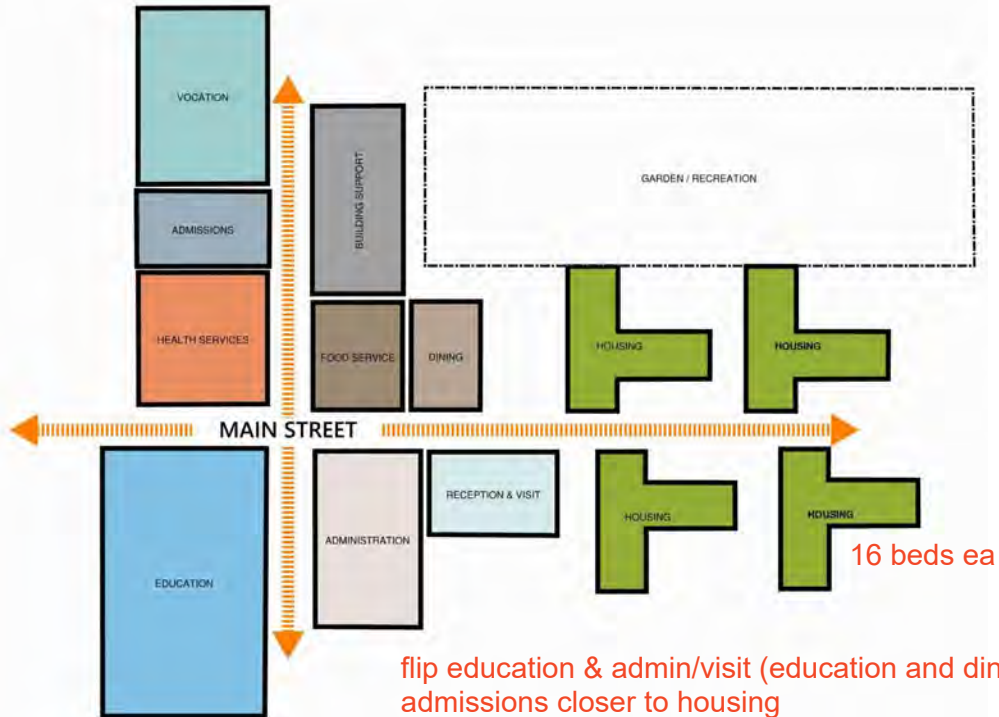 VOCATION
BUILDING SUPPORT
GARDEN / RECREATION
ADMISSIONS
HEALTH SERVICES
FOOD SERVICE
DINING
HOUSING
HOUSING
MAIN STREET
EDUCATION
ADMINISTRATION
RECEPTION & VISIT
HOUSING
HOUSING
16 beds ea
flip education & admin/visit (education and
admissions closer to housing